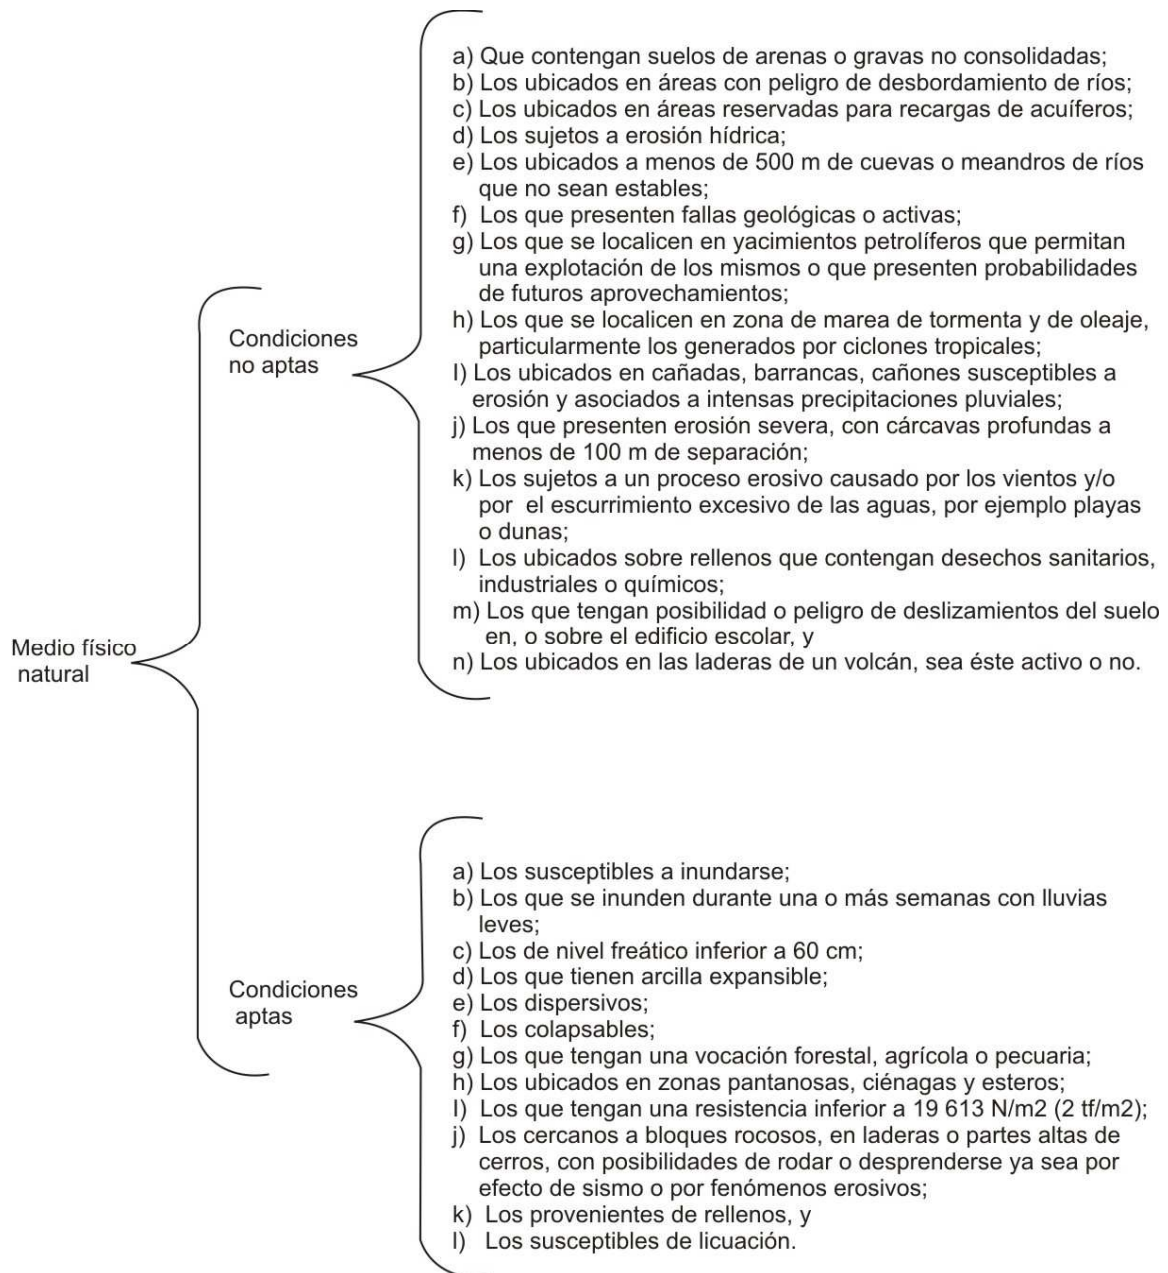 a) Que contengan suelos de arenas o gravas no consolidadas;
b) Los ubicados en áreas con peligro de desbordamiento de ríos;
c) Los ubicados en áreas reservadas para recargas de acuíferos;
d) Los sujetos a erosión hídrica;
e) Los ubicados a menos de 500 m de cuevas o meandros de ríos
que no sean estables;
f) Los que presenten fallas geológicas o activas;
g) Los que se localicen en yacimientos petrolíferos que permitan
una explotación de los mismos o que presenten probabilidades
de futuros aprovechamientos;
h) Los que se localicen en zona de marea de tormenta y de oleaje,
particularmente los generados por ciclones tropicales;
I) Los ubicados en cañadas, barrancas, cañones susceptibles a
erosión y asociados a intensas precipitaciones pluviales;
j) Los que presenten erosión severa, con cárcavas profundas a
menos de 100 m de separación;
k) Los sujetos a un proceso erosivo causado por los vientos y/o
por el escurrimiento excesivo de las aguas, por ejemplo playas
o dunas;
l) Los ubicados sobre rellenos que contengan desechos sanitarios,
industriales o químicos;
m) Los que tengan posibilidad o peligro de deslizamientos del suelo
en, o sobre el edificio escolar, y
n) Los ubicados en las laderas de un volcán, sea éste activo o no.
Condiciones
no aptas
Medio físico
natural
Condiciones
aptas
a) Los susceptibles a inundarse;
b) Los que se inunden durante una o más semanas con lluvias
leves;
c) Los de nivel freático inferior a 60 cm;
d) Los que tienen arcilla expansible;
e) Los dispersivos;
f) Los colapsables;
g) Los que tengan una vocación forestal, agrícola o pecuaria;
h) Los ubicados en zonas pantanosas, ciénagas y esteros;
I) Los que tengan una resistencia inferior a 19 613 N/m2 (2 tf/m2);
j) Los cercanos a bloques rocosos, en laderas o partes altas de
cerros, con posibilidades de rodar o desprenderse ya sea por
efecto de sismo o por fenómenos erosivos;
k) Los provenientes de rellenos, y
l) Los susceptibles de licuación.